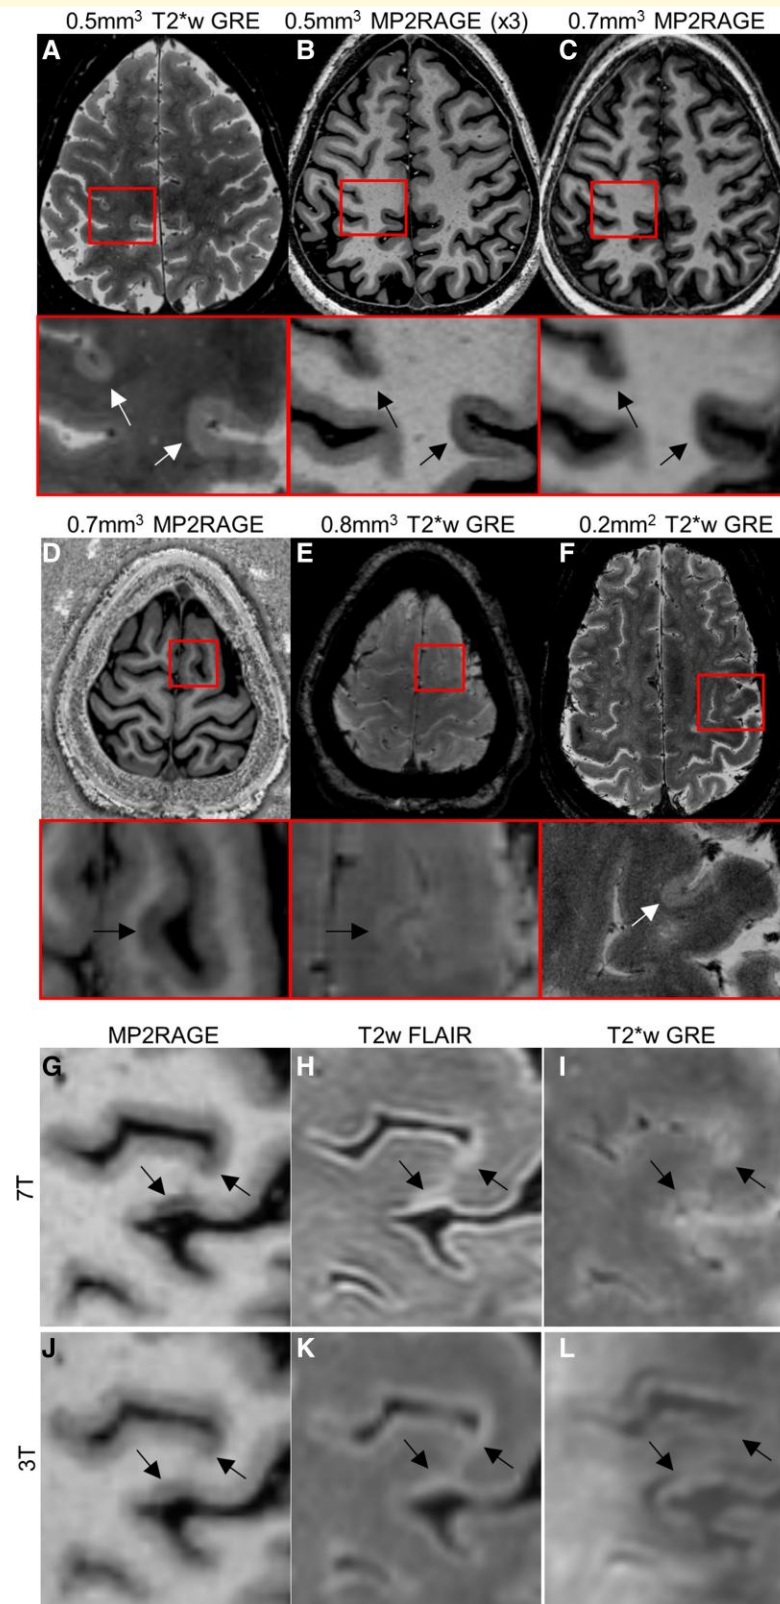 0.5mm³ T2*w GRE 0.5mm³ MP2RAGE (x3) 0.7mm³ MP2RAGE
A B C
0.7mm³ MP2RAGE 0.8mm³ T2*w GRE 0.2mm² T2*w GRE
D E F
MP2RAGE T2w FLAIR T2*w GRE
G H I
7T
J K L
3T